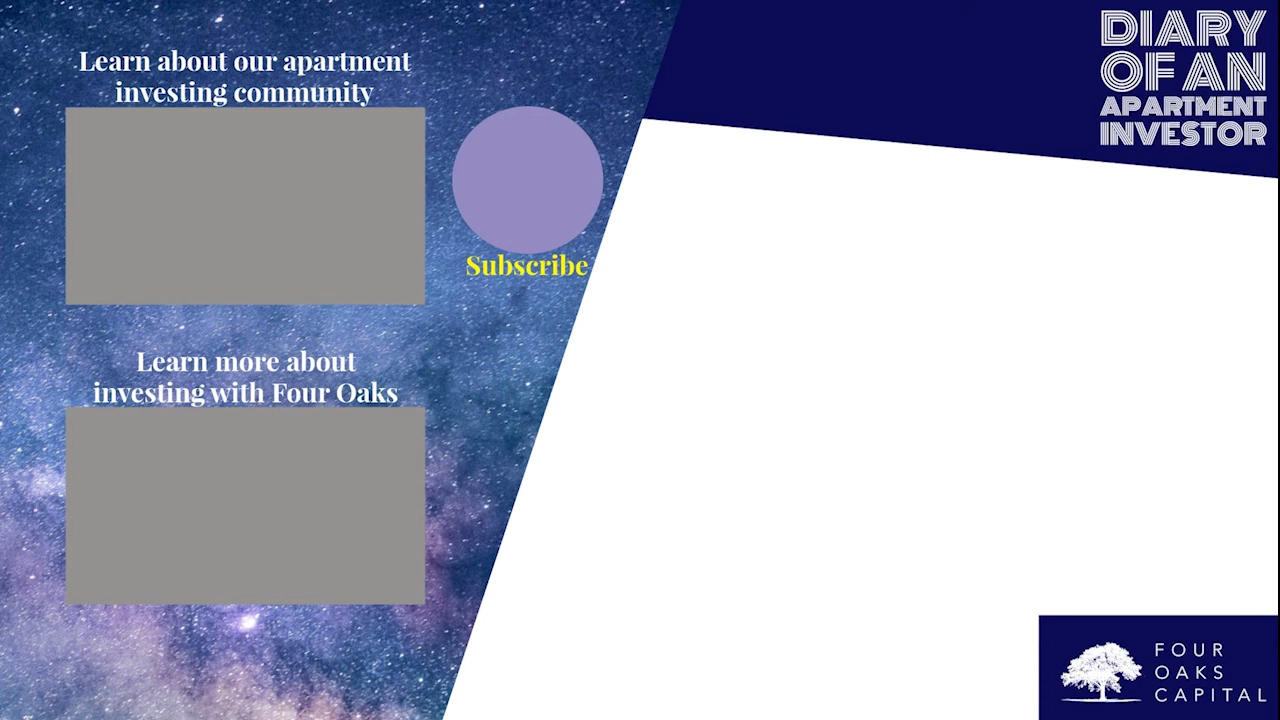 Learn about our apartment
investing community
Subscribe
Learn more about
investing with Four Oaks
DIARY
OF AN
APARTMENT
INVESTOR
FOUR
OAKS
CAPITAL